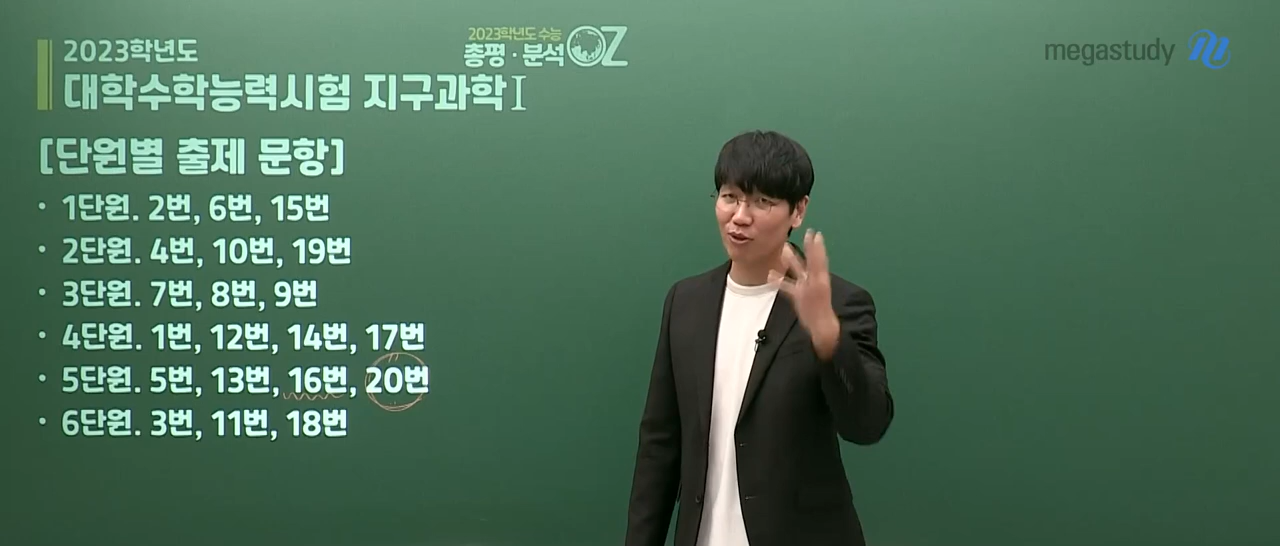 2023학년도
대학수학능력시험 지구과학I
2023학년도 수능
총평·분석 OZ
megastudy
[단원별 출제 문항]
• 1단원. 2번, 6번, 15번
• 2단원. 4번, 10번, 19번
• 3단원. 7번, 8번, 9번
• 4단원. 1번, 12번, 14번, 17번
• 5단원. 5번, 13번, 16번, 20번
• 6단원. 3번, 11번, 18번